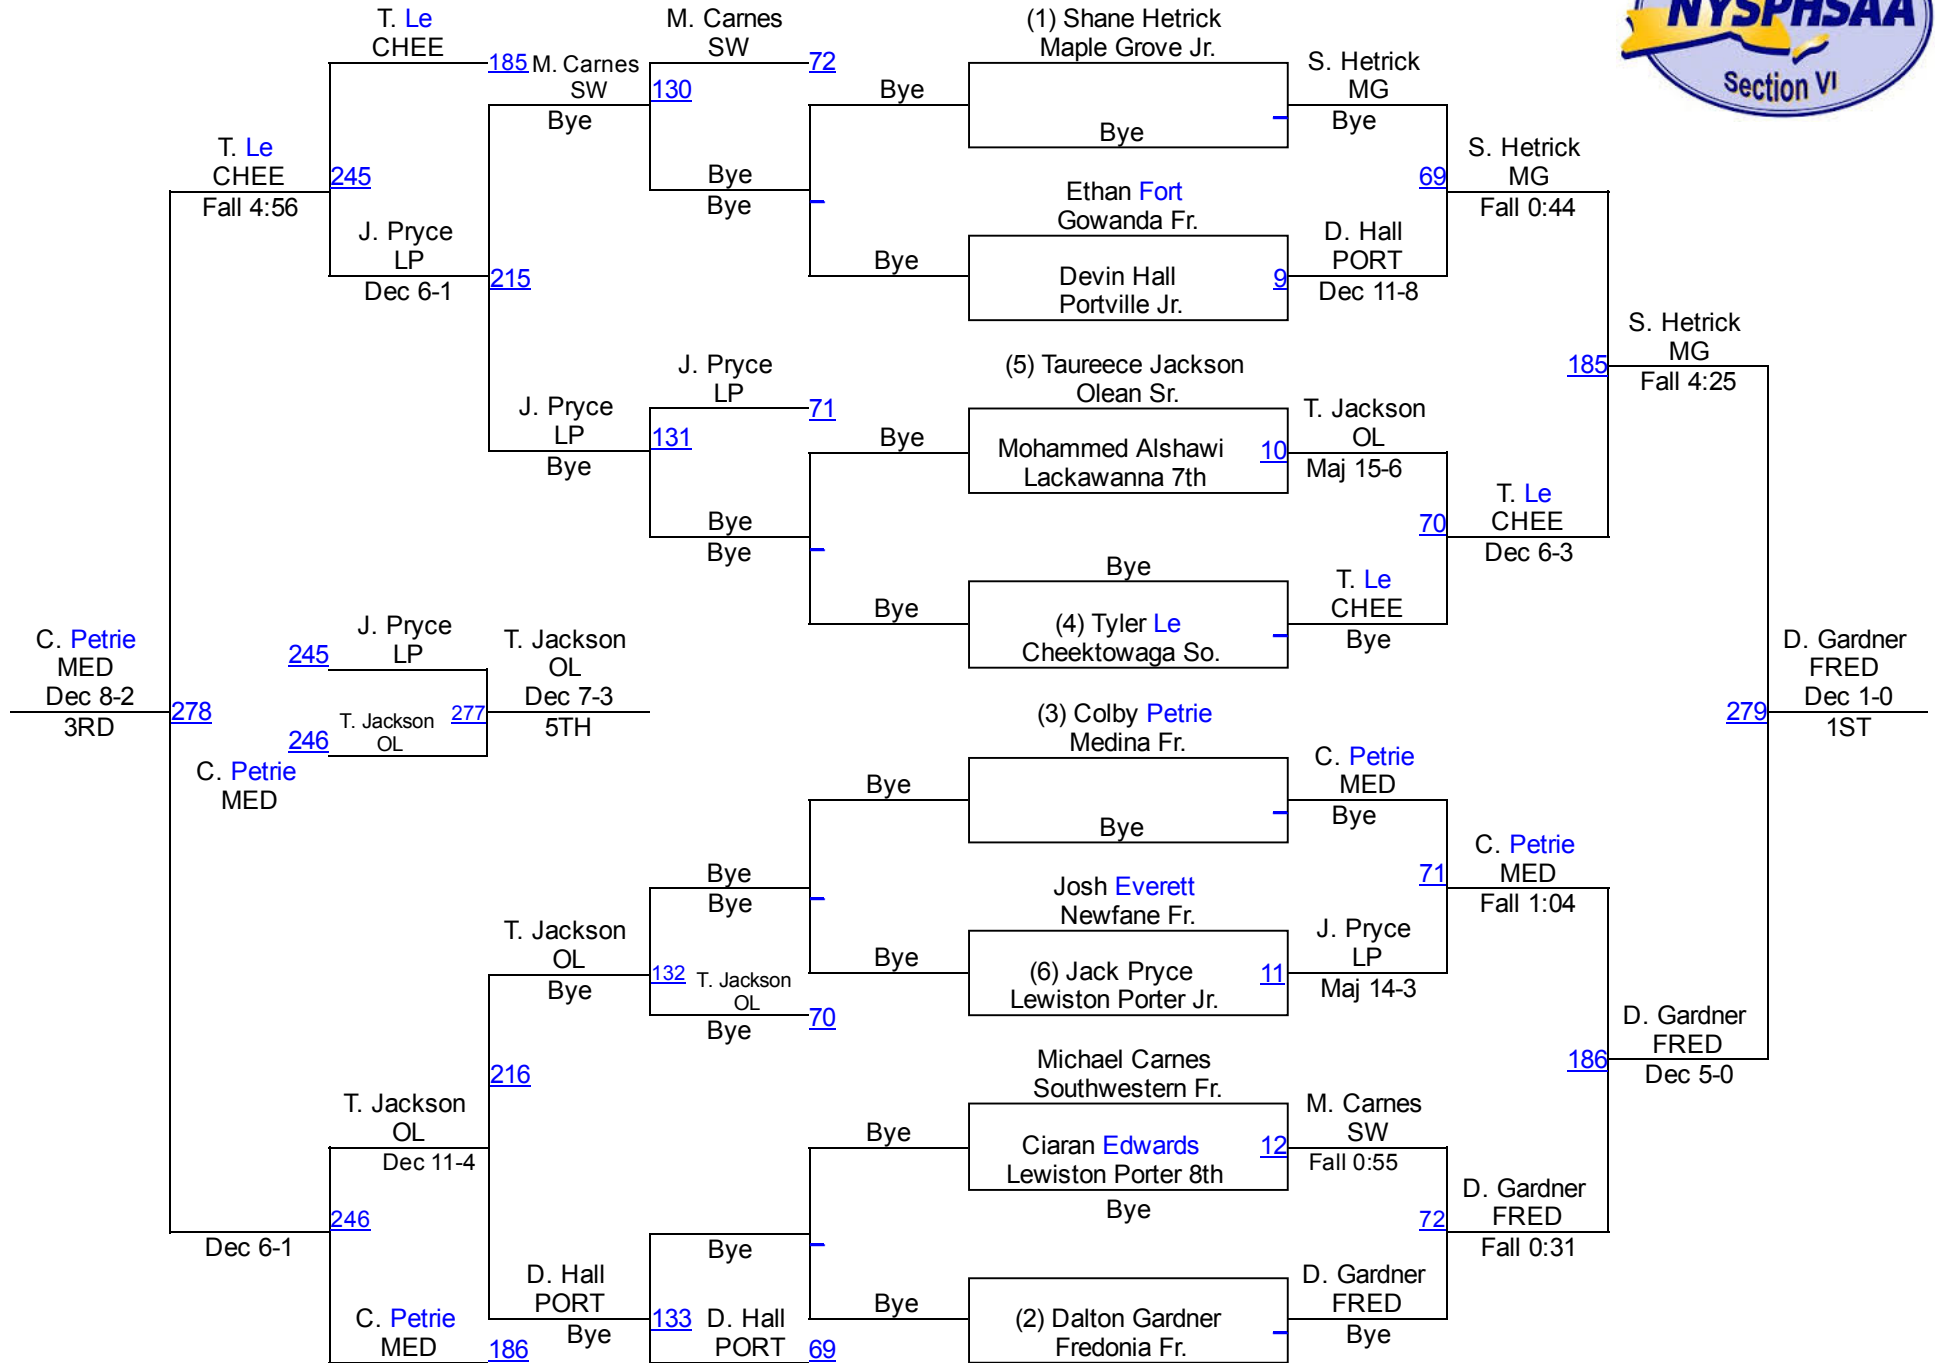 NYSPHSAA
Section VI
T. Le
CHEE
185
M. Carnes
SW
Bye
M. Carnes
SW
72
130
Bye
Bye
T. Le
CHEE
Fall 4:56
245
J. Pryce
LP
Dec 6-1
215
J. Pryce
LP
Bye
J. Pryce
LP
71
131
Bye
Bye
C. Petrie
MED
Dec 8-2
3RD
278
245
J. Pryce
LP
246
T. Jackson
OL
277
T. Jackson
OL
Dec 7-3
5TH
C. Petrie
MED
Dec 6-1
246
T. Jackson
OL
Dec 11-4
C. Petrie
MED
186
216
T. Jackson
OL
Bye
Bye
Bye
132
T. Jackson
OL
Bye
70
D. Hall
PORT
Bye
Bye
133
D. Hall
PORT
69
Bye
(1) Shane Hetrick
Maple Grove Jr.
Bye
S. Hetrick
MG
Bye
Bye
Ethan Fort
Gowanda Fr.
Devin Hall
Portville Jr.
9
D. Hall
PORT
Dec 11-8
69
S. Hetrick
MG
Fall 0:44
Bye
(5) Taureece Jackson
Olean Sr.
Mohammed Alshawi
Lackawanna 7th
10
T. Jackson
OL
Maj 15-6
Bye
Bye
(4) Tyler Le
Cheektowaga So.
T. Le
CHEE
Bye
70
T. Le
CHEE
Dec 6-3
185
S. Hetrick
MG
Fall 4:25
Bye
(3) Colby Petrie
Medina Fr.
Bye
C. Petrie
MED
Bye
Bye
Josh Everett
Newfane Fr.
(6) Jack Pryce
Lewiston Porter Jr.
11
J. Pryce
LP
Maj 14-3
71
C. Petrie
MED
Fall 1:04
Bye
Michael Carnes
Southwestern Fr.
Ciaran Edwards
Lewiston Porter 8th
12
M. Carnes
SW
Fall 0:55
Bye
Bye
(2) Dalton Gardner
Fredonia Fr.
D. Gardner
FRED
Bye
72
D. Gardner
FRED
Fall 0:31
186
D. Gardner
FRED
Dec 5-0
279
D. Gardner
FRED
Dec 1-0
1ST